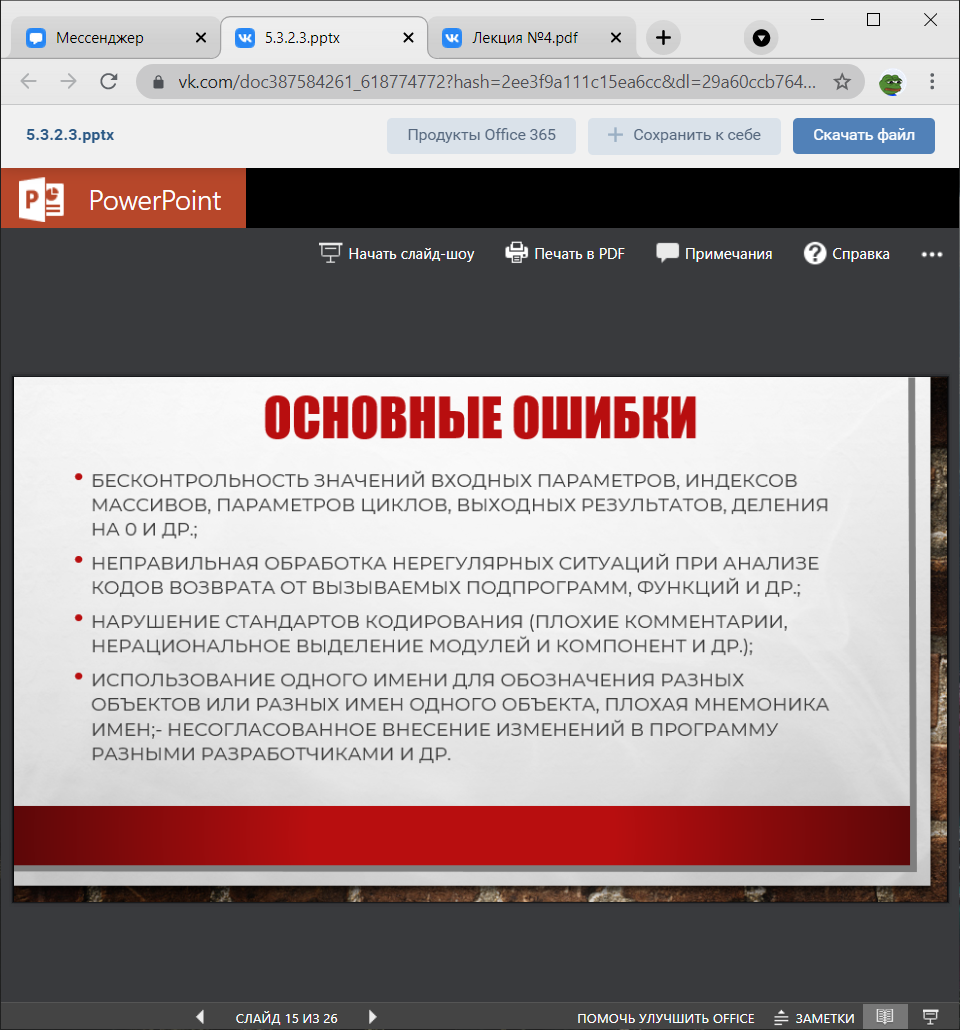 Мессенджер
5.3.2.3.pptx
Лекция №4.pdf
vk.com/doc387584261_618774772?hash=2ee3f9a111c15ea6cc&dl=29a60ccb764...
5.3.2.3.pptx
Продукты Office 365
+ Сохранить к себе
Скачать файл
PowerPoint
Начать слайд-шоу
Печать в PDF
Примечания
Справка
ОСНОВНЫЕ ОШИБКИ
• БЕСКОНТРОЛЬНОСТЬ ЗНАЧЕНИЙ ВХОДНЫХ ПАРАМЕТРОВ, ИНДЕКСОВ
МАССИВОВ, ПАРАМЕТРОВ ЦИКЛОВ, ВЫХОДНЫХ РЕЗУЛЬТАТОВ, ДЕЛЕНИЯ
НА 0 И ДР.;
• НЕПРАВИЛЬНАЯ ОБРАБОТКА НЕРЕГУЛЯРНЫХ СИТУАЦИЙ ПРИ АНАЛИЗЕ
КОДОВ ВОЗВРАТА ОТ ВЫЗЫВАЕМЫХ ПОДПРОГРАММ, ФУНКЦИЙ И ДР.;
• НАРУШЕНИЕ СТАНДАРТОВ КОДИРОВАНИЯ (ПЛОХИЕ КОММЕНТАРИИ,
НЕРАЦИОНАЛЬНОЕ ВЫДЕЛЕНИЕ МОДУЛЕЙ И КОМПОНЕНТ И ДР.);
• ИСПОЛЬЗОВАНИЕ ОДНОГО ИМЕНИ ДЛЯ ОБОЗНАЧЕНИЯ РАЗНЫХ
ОБЪЕКТОВ ИЛИ РАЗНЫХ ИМЕН ОДНОГО ОБЪЕКТА, ПЛОХАЯ МНЕМОНИКА
ИМЕН;- НЕСОГЛАСОВАННОЕ ВНЕСЕНИЕ ИЗМЕНЕНИЙ В ПРОГРАММУ
РАЗНЫМИ РАЗРАБОТЧИКАМИ И ДР.
СЛАЙД 15 ИЗ 26
ПОМОЧЬ УЛУЧШИТЬ OFFICE
ЗАМЕТКИ